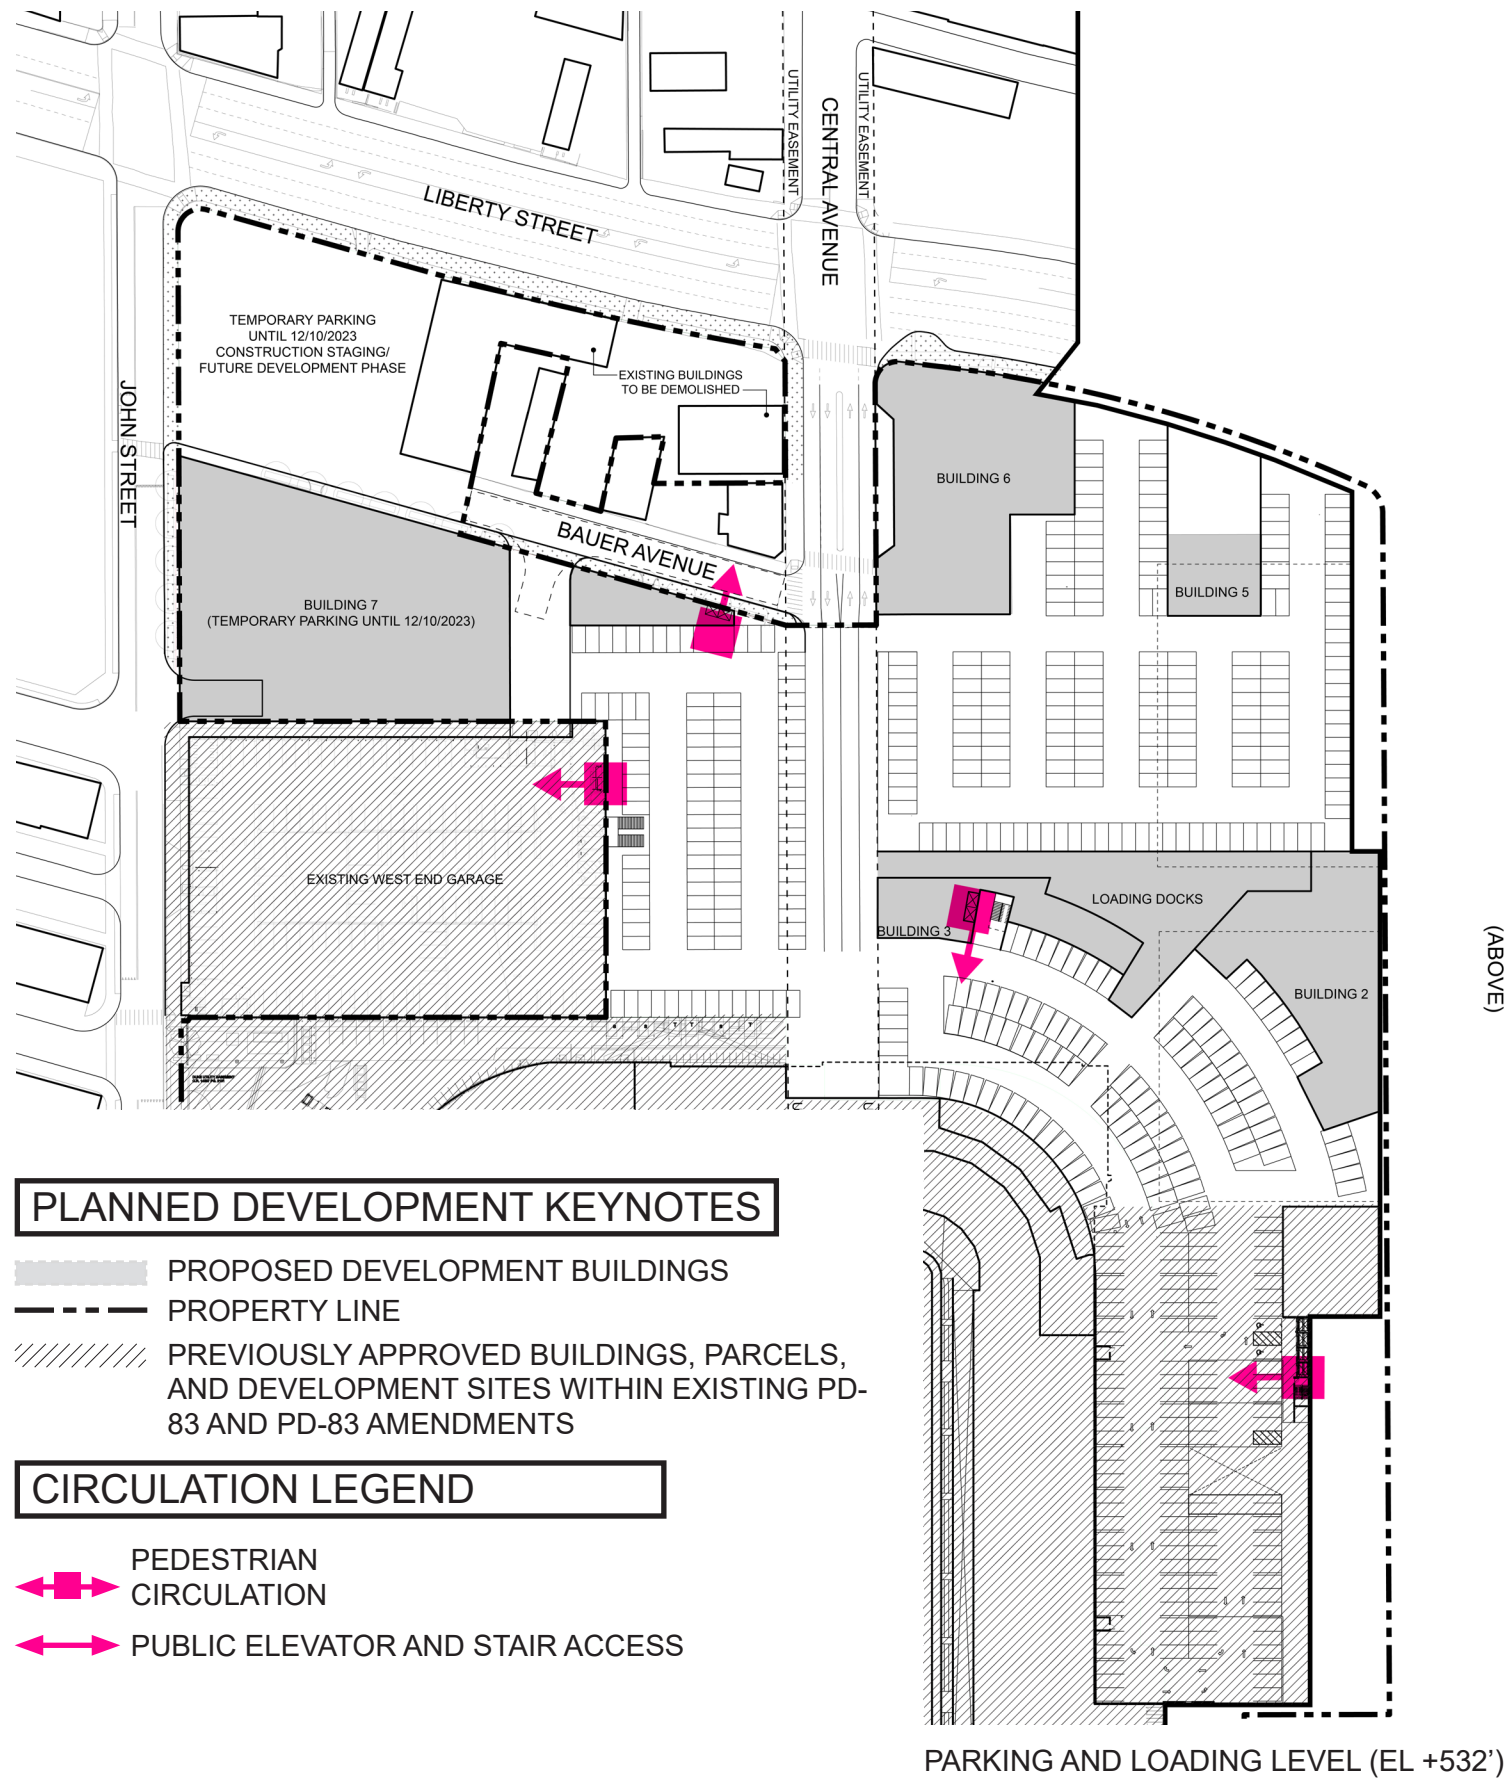 UTILITY EASEMENT
CENTRAL AVENUE
UTILITY EASEMENT
LIBERTY STREET
TEMPORARY PARKING
UNTIL 12/10/2023
CONSTRUCTION STAGING/
FUTURE DEVELOPMENT PHASE
EXISTING BUILDINGS
TO BE DEMOLISHED
JOHN STREET
BUILDING 6
BAUER AVENUE
BUILDING 5
BUILDING 7
(TEMPORARY PARKING UNTIL 12/10/2023)
EXISTING WEST END GARAGE
LOADING DOCKS
BUILDING 3
BUILDING 2
(ABOVE)
PLANNED DEVELOPMENT KEYNOTES
PROPOSED DEVELOPMENT BUILDINGS
PROPERTY LINE
PREVIOUSLY APPROVED BUILDINGS, PARCELS,
AND DEVELOPMENT SITES WITHIN EXISTING PD-
83 AND PD-83 AMENDMENTS
CIRCULATION LEGEND
PEDESTRIAN
CIRCULATION
PUBLIC ELEVATOR AND STAIR ACCESS
PARKING AND LOADING LEVEL (EL +532')